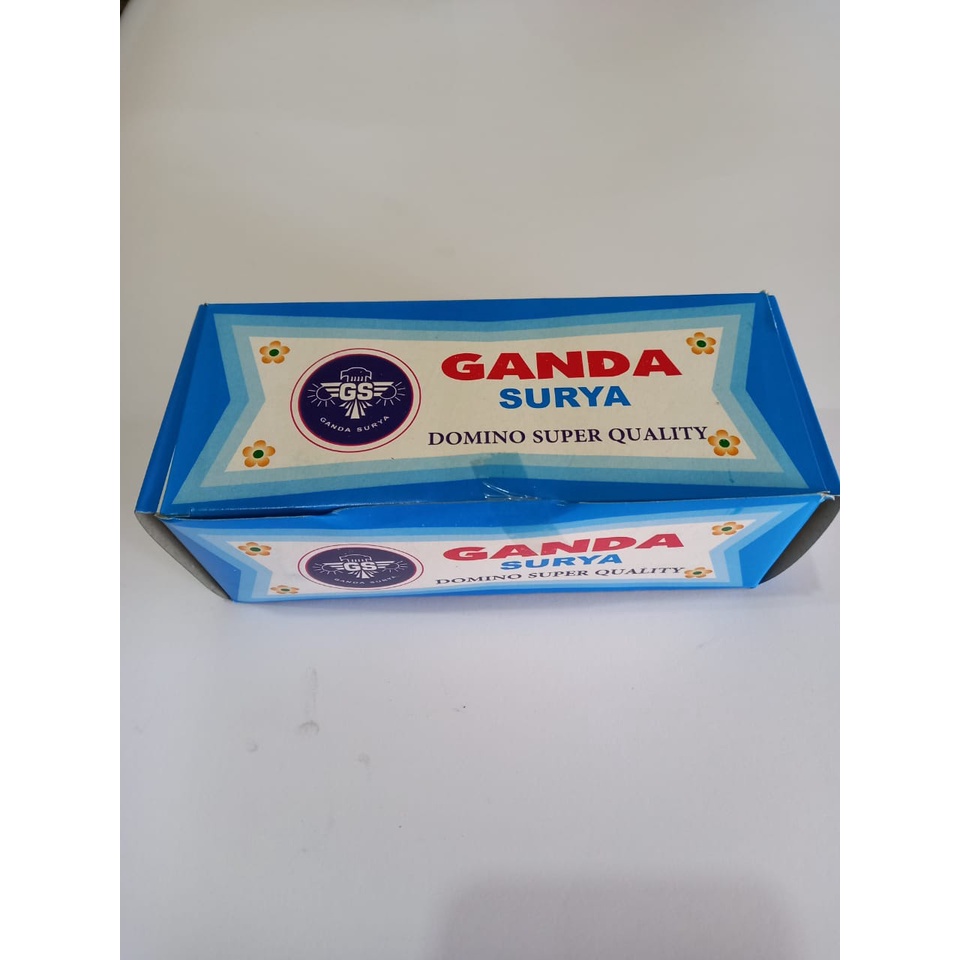 GS
GANDA SURYA
GANDA
SURYA
DOMINO SUPER QUALITY
GS
GANDA SURYA
GANDA
SURYA
DOMINO SUPER QUALITY